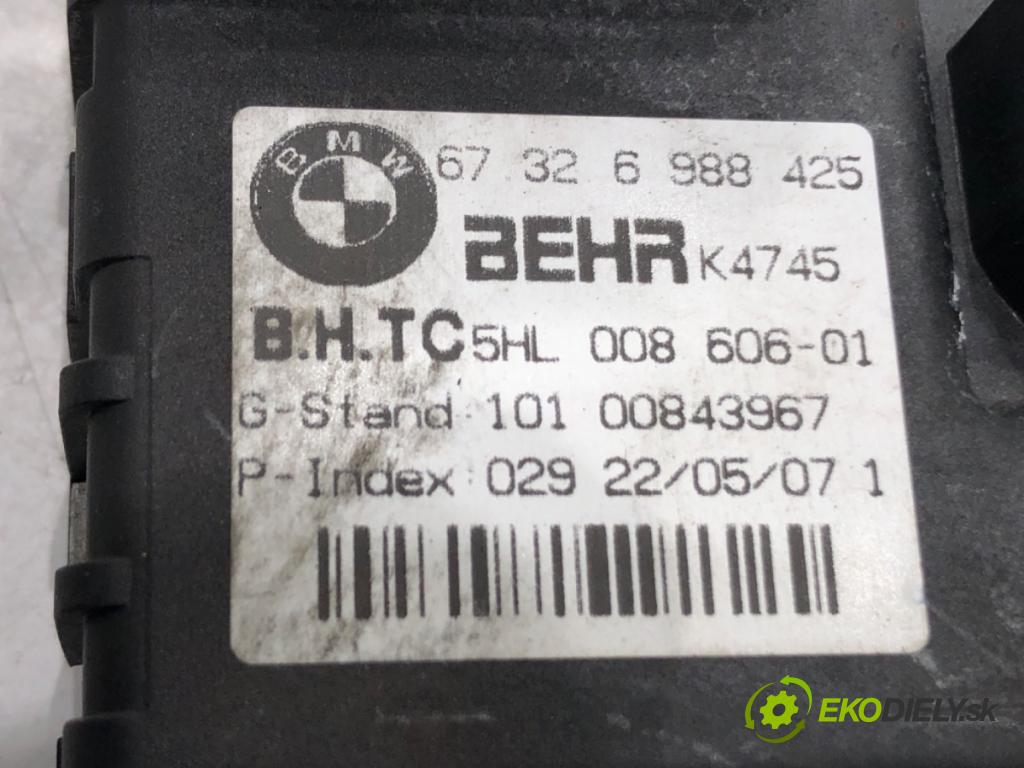 BMW 67 32 6 988 425
BEHR K4745
B.H.TC 5HL 008 606-01
G-Stand 101 00843967
P-Index 029 22/05/07 1
EKODIELY.sk